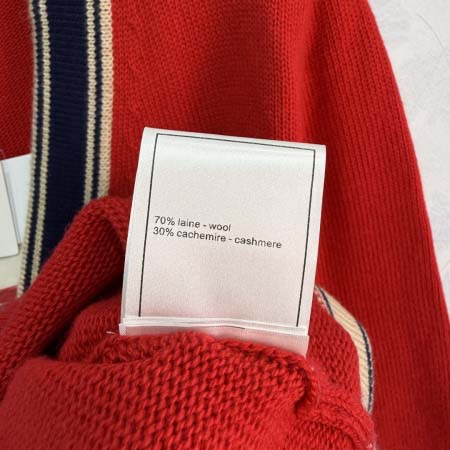 70% laine - wool
30% cachemire - cashmere